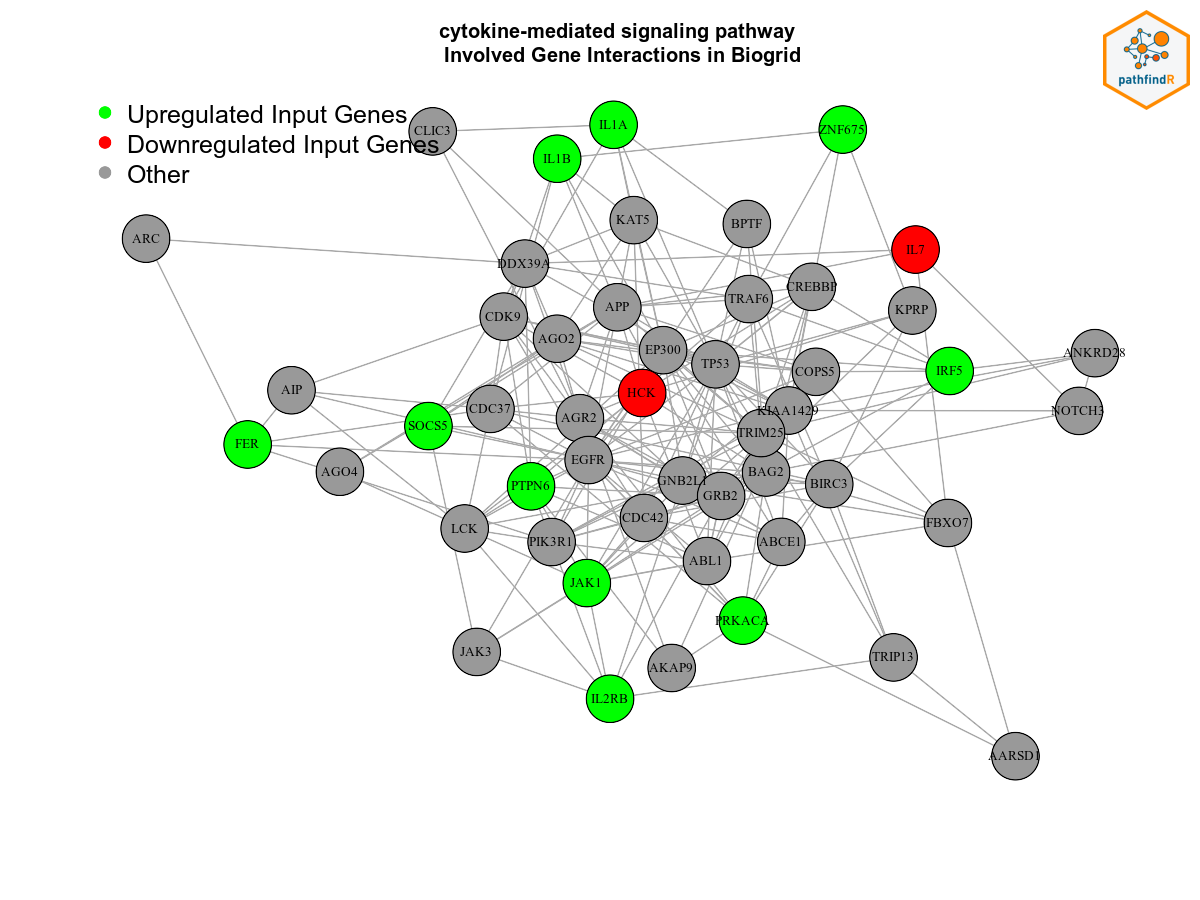 cytokine-mediated signaling pathway
Involved Gene Interactions in Biogrid
pathfindR
Upregulated Input Genes
Downregulated Input Genes
Other
CLIC3
IL1A
ZNF675
IL1B
KAT5
BPTF
ARC
IL7
DDX39A
CREBBP
TRAF6
APP
KPRP
CDK9
AGO2
EP300
ANKRD28
TP53
COPS5
IRF5
AIP
HCK
CDC37
KIAA1429
NOTCH3
AGR2
SOCS5
TRIM25
FER
EGFR
AGO4
BAG2
GNB2L1
BIRC3
PTPN6
GRB2
CDC42
FBXO7
LCK
PIK3R1
ABCE1
ABL1
JAK1
PRKACA
JAK3
TRIP13
AKAP9
IL2RB
AARSD1